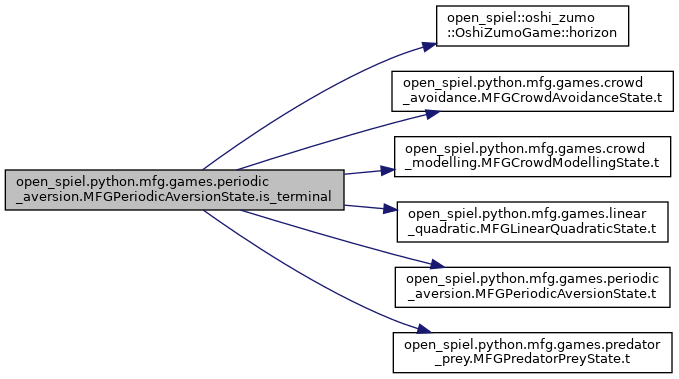 open_spiel::oshi_zumo
::OshiZumoGame::horizon
open_spiel.python.mfg.games.crowd
_avoidance.MFGCrowdAvoidanceState.t
open_spiel.python.mfg.games.crowd
_modelling.MFGCrowdModellingState.t
open_spiel.python.mfg.games.periodic
_aversion.MFGPeriodicAversionState.is_terminal
open_spiel.python.mfg.games.linear
_quadratic.MFGLinearQuadraticState.t
open_spiel.python.mfg.games.periodic
_aversion.MFGPeriodicAversionState.t
open_spiel.python.mfg.games.predator
_prey.MFGPredatorPreyState.t